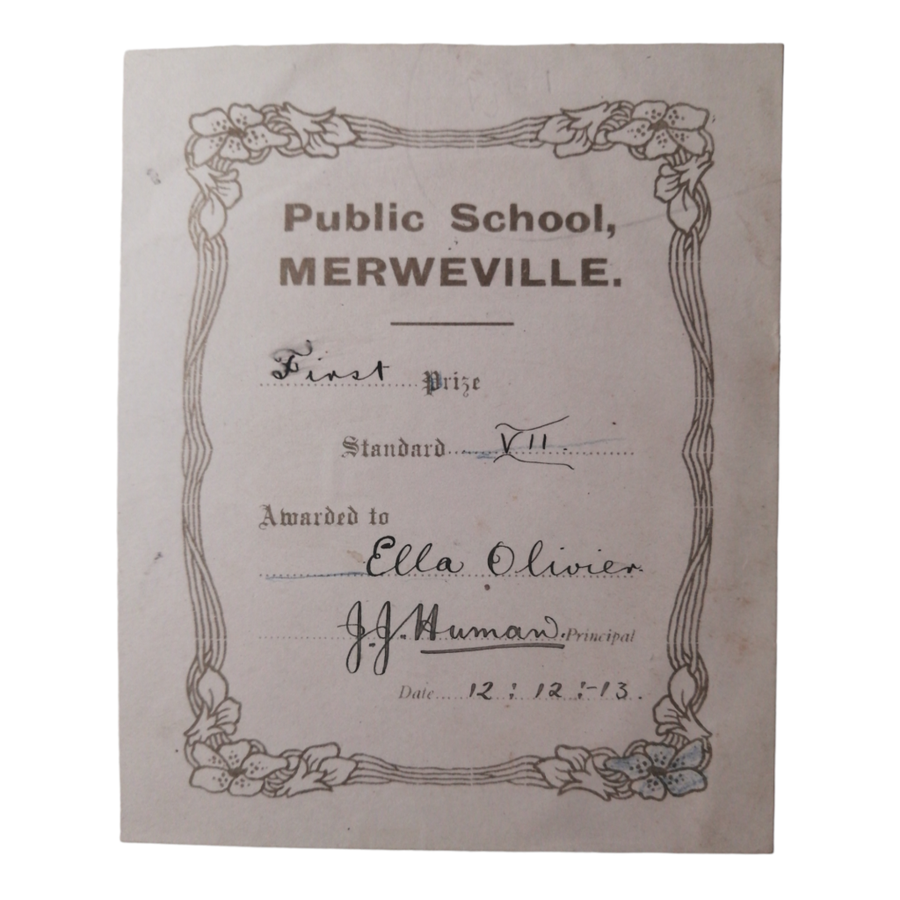 Public School,
MERWEVILLE.
First Prize
Standard VII.
Awarded to
Ella Olivier.
J.J. Human. Principal
Date 12 : 12 :-13.